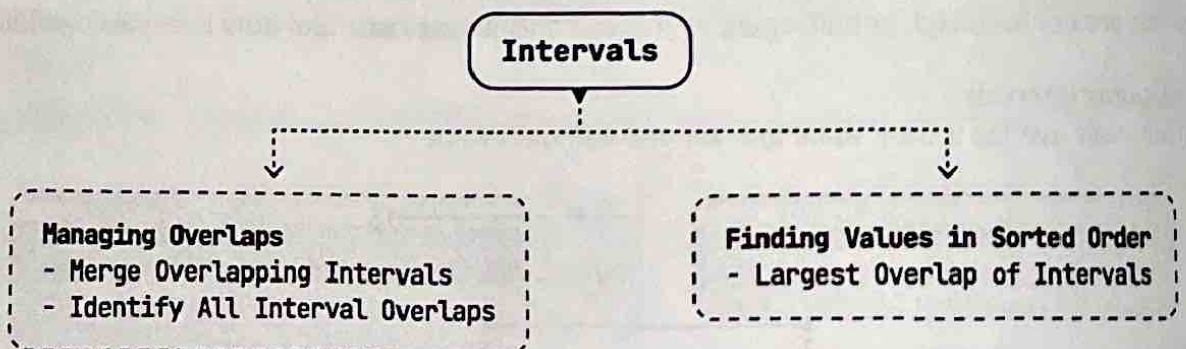 Intervals
Managing Overlaps
- Merge Overlapping Intervals
- Identify All Interval Overlaps
Finding Values in Sorted Order
- Largest Overlap of Intervals